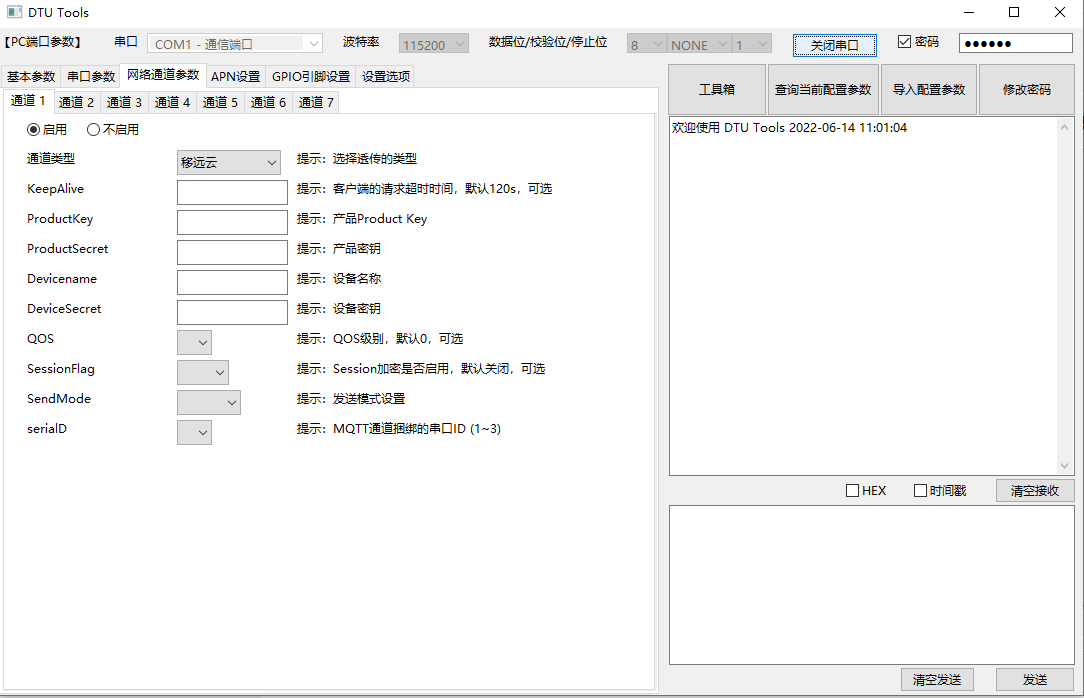 DTU Tools
【PC端口参数】 串口 COM1 - 通信端口 波特率 115200 数据位/校验位/停止位 8 NONE 1 关闭串口 密码 ●●●●●●
基本参数 串口参数 网络通道参数 APN设置 GPIO引脚设置 设置选项
通道 1 通道 2 通道 3 通道 4 通道 5 通道 6 通道 7
启用 不启用
通道类型 移远云 提示：选择透传的类型
KeepAlive 提示：客户端的请求超时时间，默认120s，可选
ProductKey 提示：产品Product Key
ProductSecret 提示：产品密钥
Devicename 提示：设备名称
DeviceSecret 提示：设备密钥
QOS 提示：QOS级别，默认0，可选
SessionFlag 提示：Session加密是否启用，默认关闭，可选
SendMode 提示：发送模式设置
serialD 提示：MQTT通道捆绑的串口ID (1~3)
工具箱 查询当前配置参数 导入配置参数 修改密码
欢迎使用 DTU Tools 2022-06-14 11:01:04
HEX 时间戳 清空接收
清空发送 发送